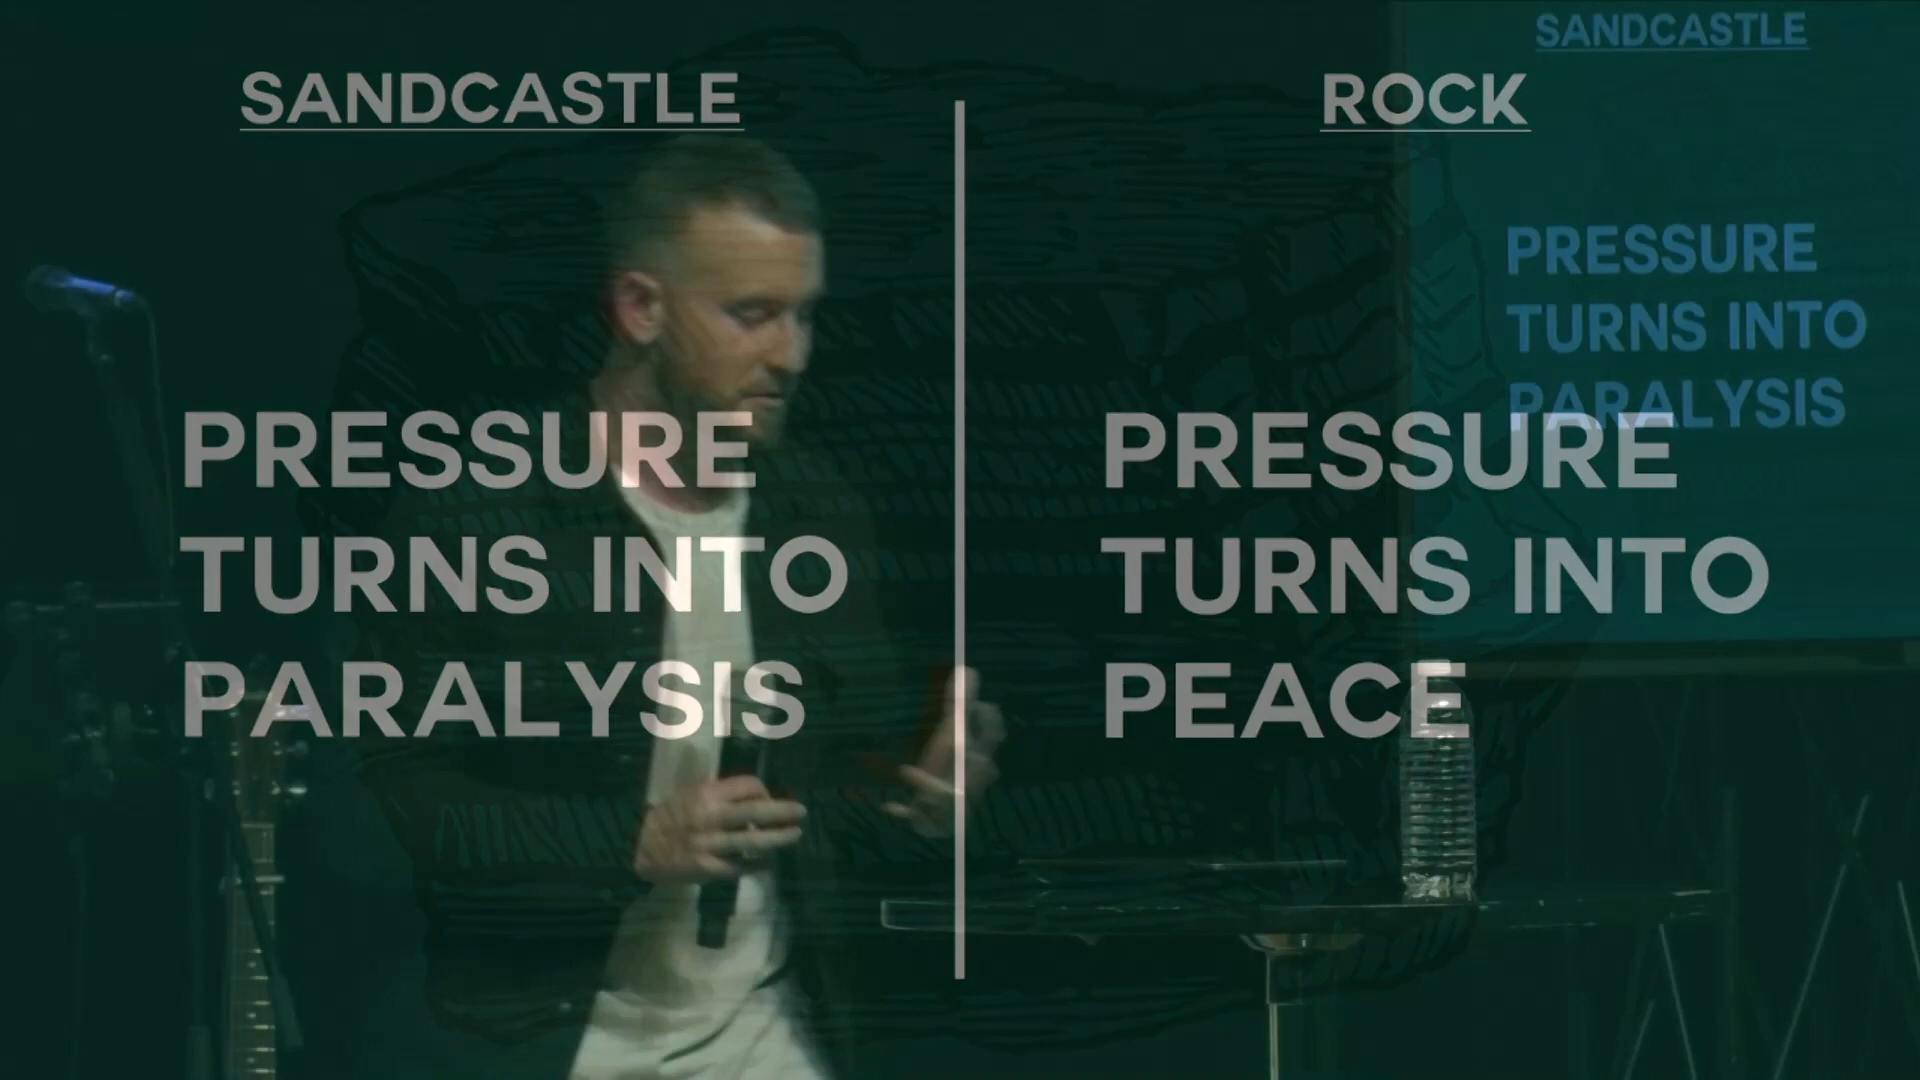 SANDCASTLE
PRESSURE
TURNS INTO
PARALYSIS
ROCK
PRESSURE
TURNS INTO
PEACE
SANDCASTLE
PRESSURE
TURNS INTO
PARALYSIS